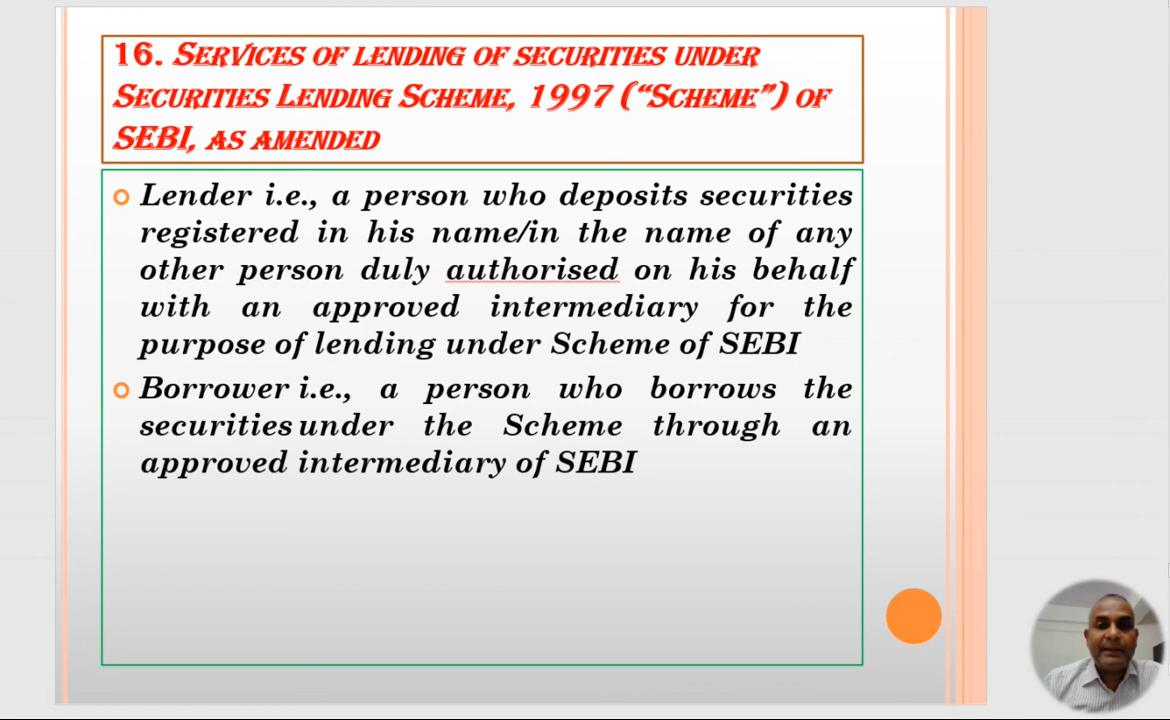 16. Services of lending of securities under
Securities Lending Scheme, 1997 (“Scheme”) of
SEBI, as amended
Lender i.e., a person who deposits securities
registered in his name/in the name of any
other person duly authorised on his behalf
with an approved intermediary for the
purpose of lending under Scheme of SEBI
Borrower i.e., a person who borrows the
securities under the Scheme through an
approved intermediary of SEBI